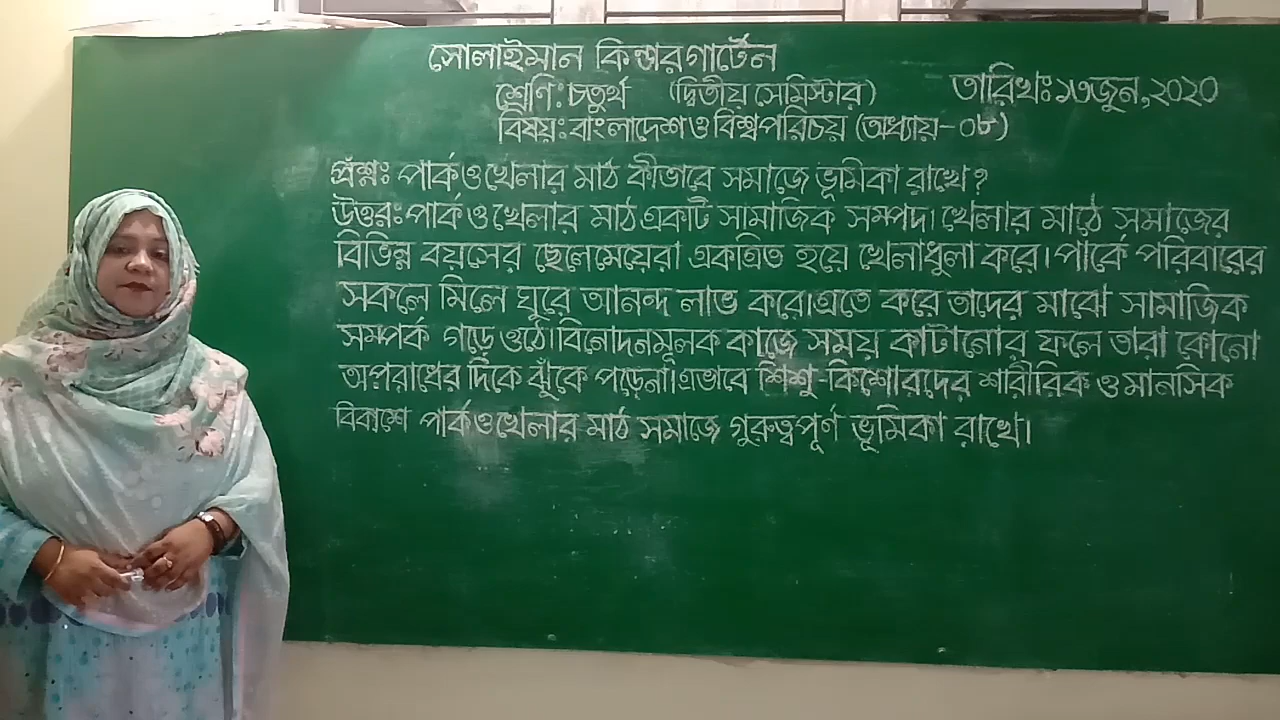 সোলাইমান কিন্ডারগার্টেন
শ্রেণি: চতুর্থ (দ্বিতীয় সেমিস্টার) তারিখঃ ১৩জুন, ২০২০
বিষয়ঃ বাংলাদেশ ও বিশ্বপরিচয় (অধ্যায়-০৮)
প্রশ্নঃ পার্ক ও খেলার মাঠ কীভাবে সমাজে ভূমিকা রাখে?
উত্তরঃ পার্ক ও খেলার মাঠ একটি সামাজিক সম্পদ। খেলার মাঠে সমাজের
বিভিন্ন বয়সের ছেলেমেয়েরা একত্রিত হয়ে খেলাধুলা করে। পার্কে পরিবারের
সকলে মিলে ঘুরে আনন্দ লাভ করে। এতে করে তাদের মাঝে সামাজিক
সম্পর্ক গড়ে ওঠে। বিনোদনমূলক কাজে সময় কাটানোর ফলে তারা কোনো
অপরাধের দিকে ঝুঁকে পড়েনা। এভাবে শিশু-কিশোরদের শারীরিক ও মানসিক
বিকাশে পার্ক ও খেলার মাঠ সমাজে গুরুত্বপূর্ণ ভূমিকা রাখে।